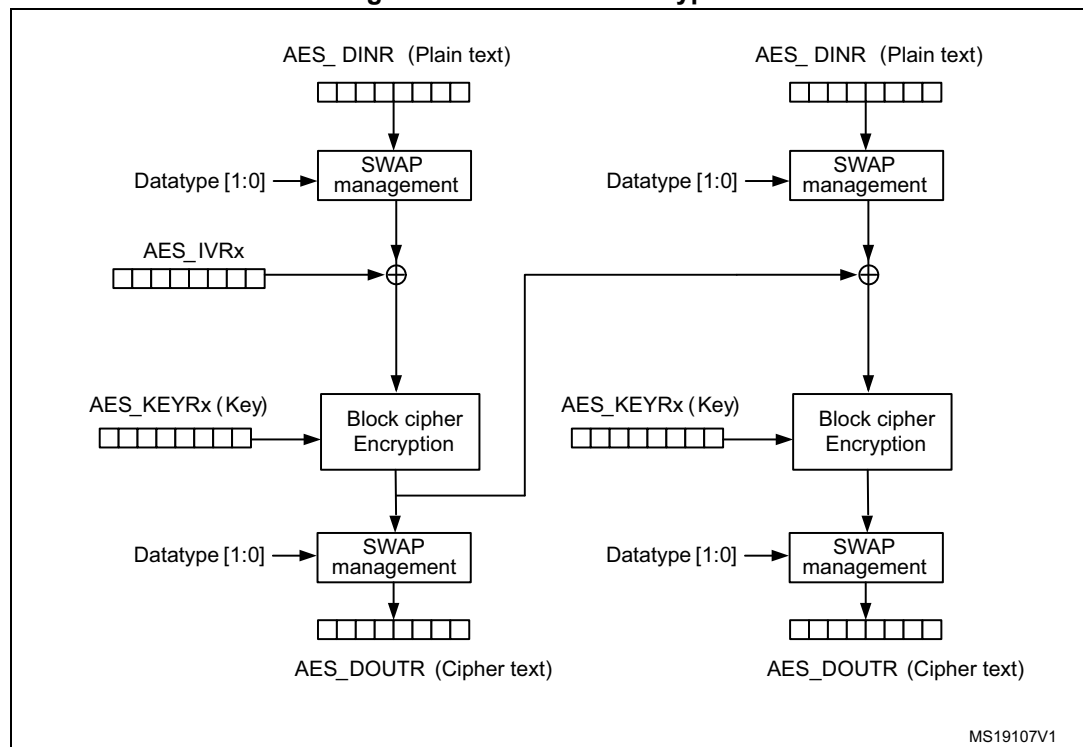 AES_ DINR (Plain text)
AES_ DINR (Plain text)
SWAP
management
Datatype [1:0]
SWAP
management
Datatype [1:0]
AES_IVRx
AES_KEYRx (Key)
Block cipher
Encryption
AES_KEYRx (Key)
Block cipher
Encryption
Datatype [1:0]
SWAP
management
Datatype [1:0]
SWAP
management
AES_DOUTR (Cipher text)
AES_DOUTR (Cipher text)
MS19107V1